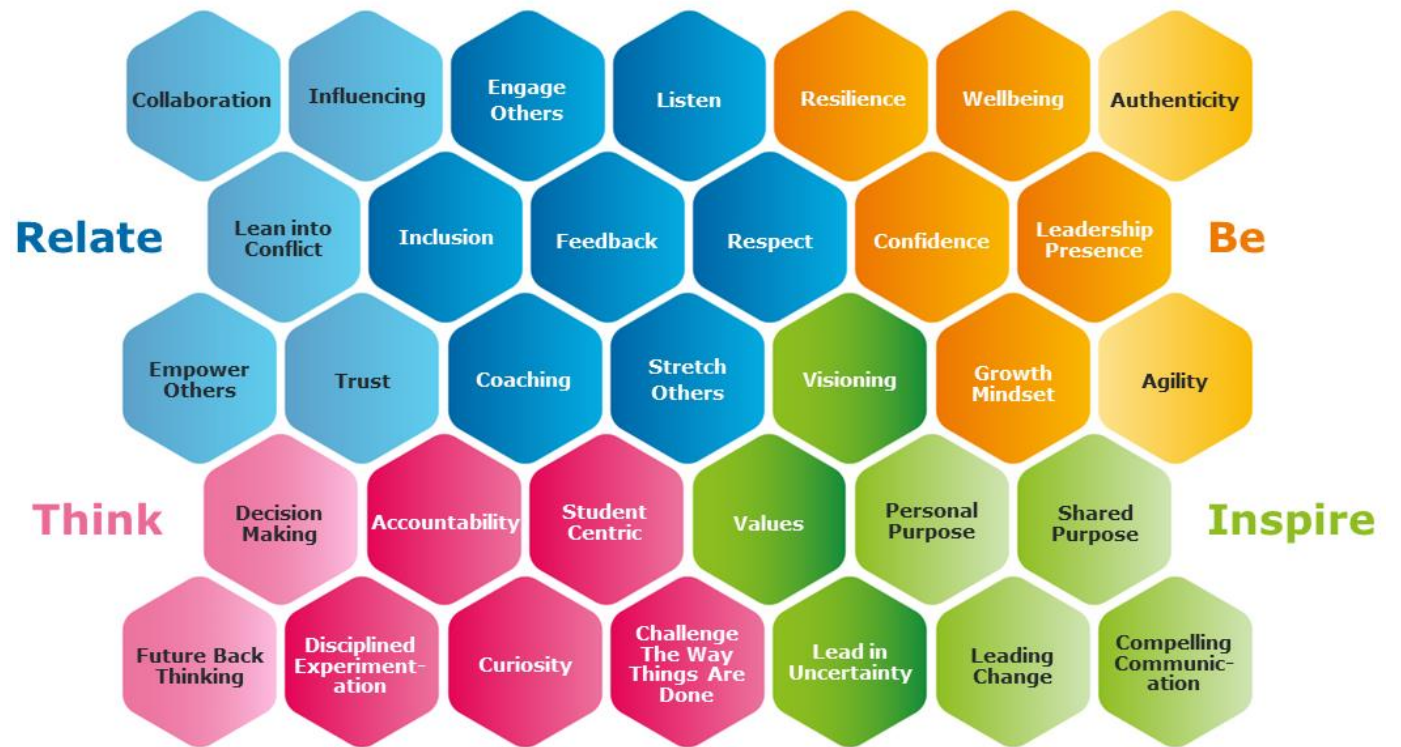 Collaboration
Influencing
Engage
Others
Listen
Resilience
Wellbeing
Authenticity
Relate
Lean into
Conflict
Inclusion
Feedback
Respect
Confidence
Leadership
Presence
Be
Empower
Others
Trust
Coaching
Stretch
Others
Visioning
Growth
Mindset
Agility
Think
Decision
Making
Accountability
Student
Centric
Values
Personal
Purpose
Shared
Purpose
Inspire
Future Back
Thinking
Disciplined
Experiment-
ation
Curiosity
Challenge
The Way
Things Are
Done
Lead in
Uncertainty
Leading
Change
Compelling
Communic-
ation